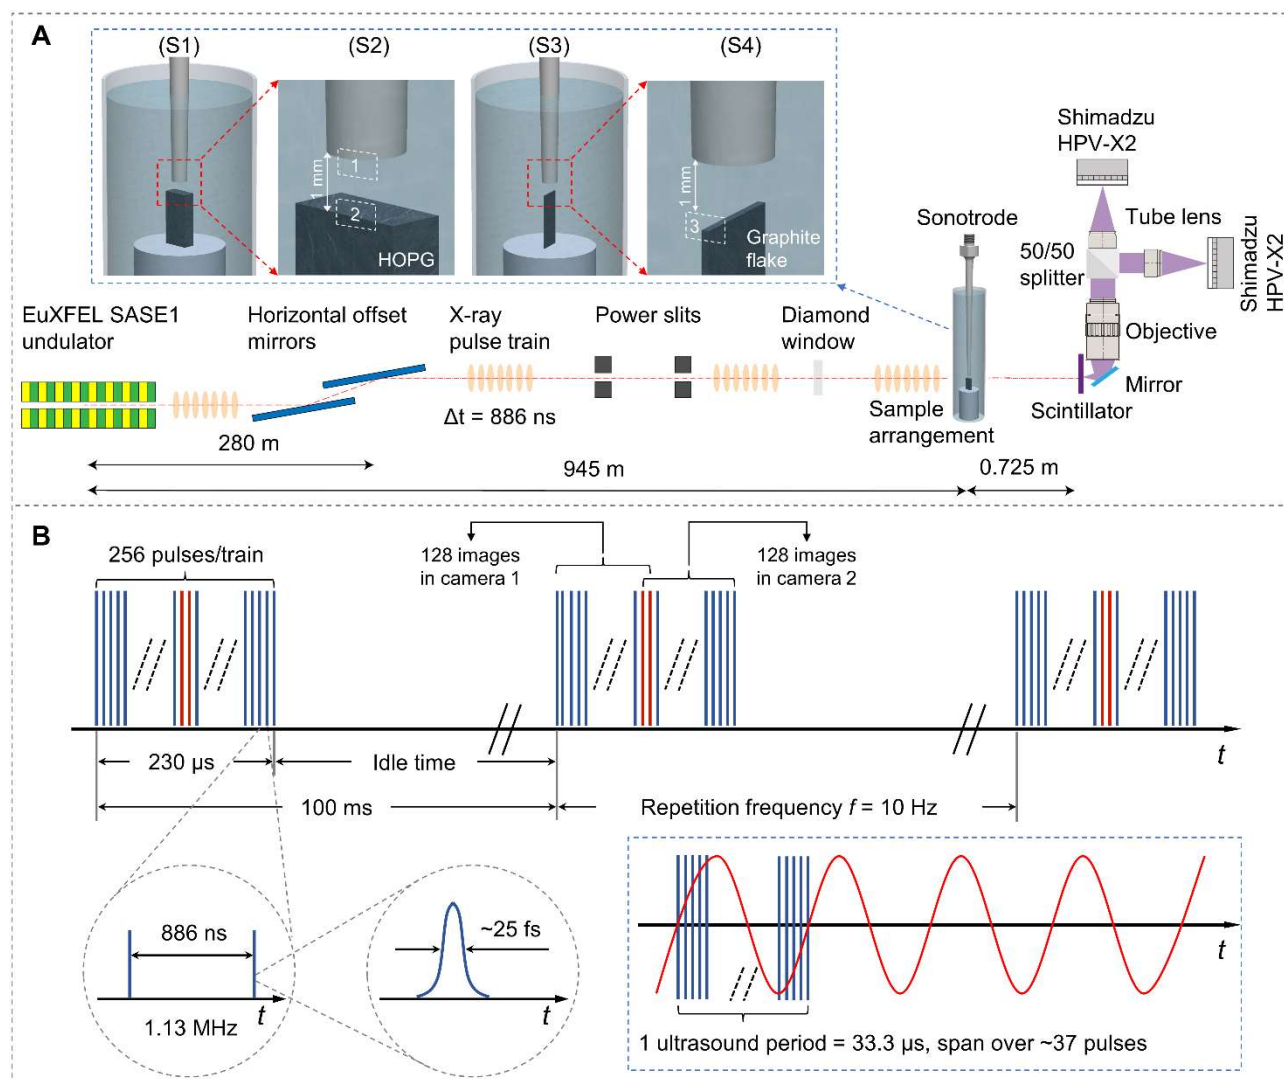 A
(S1)
(S2)
(S3)
(S4)
1 mm
1
2
HOPG
1 mm
3
Graphite
flake
Shimadzu
HPV-X2
Tube lens
Sonotrode
50/50
splitter
Shimadzu
HPV-X2
Objective
Mirror
Scintillator
EuXFEL SASE1
undulator
Horizontal offset
mirrors
X-ray
pulse train
Power slits
Diamond
window
Δt = 886 ns
Sample
arrangement
280 m
945 m
0.725 m
B
256 pulses/train
128 images
in camera 1
128 images
in camera 2
t
230 µs
Idle time
100 ms
Repetition frequency f = 10 Hz
886 ns
t
1.13 MHz
~25 fs
t
t
1 ultrasound period = 33.3 µs, span over ~37 pulses